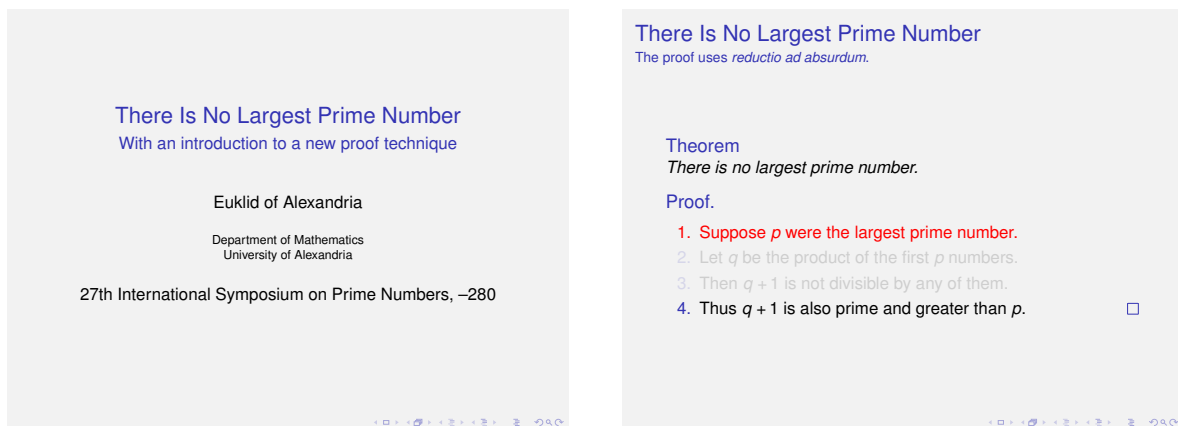 There Is No Largest Prime Number
With an introduction to a new proof technique
Euklid of Alexandria
Department of Mathematics
University of Alexandria
27th International Symposium on Prime Numbers, –280
There Is No Largest Prime Number
The proof uses reductio ad absurdum.
Theorem
There is no largest prime number.
Proof.
1. Suppose p were the largest prime number.
2. Let q be the product of the first p numbers.
3. Then q + 1 is not divisible by any of them.
4. Thus q + 1 is also prime and greater than p.